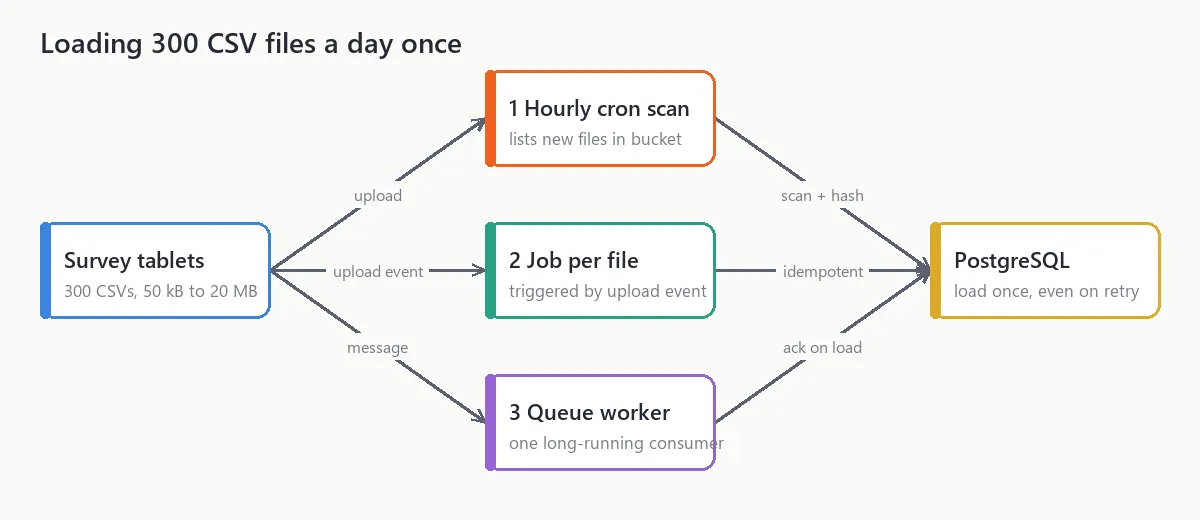 Loading 300 CSV files a day once
1 Hourly cron scan
lists new files in bucket
upload
scan + hash
Survey tablets
300 CSVs, 50 kB to 20 MB
upload event
2 Job per file
triggered by upload event
idempotent
PostgreSQL
load once, even on retry
message
ack on load
3 Queue worker
one long-running consumer